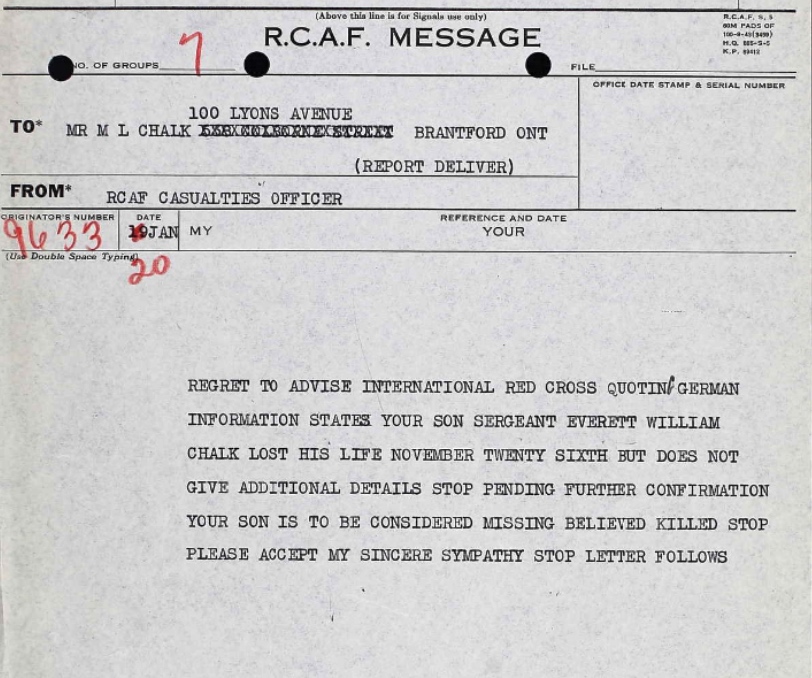 (Above this line is for Signals use only)
R.C.A.F. MESSAGE
R.C.A.F. S. 5
60M PADS OF
H.Q.
K.P.
NO. OF GROUPS
7
FILE
OFFICE DATE STAMP & SERIAL NUMBER
100 LYONS AVENUE
TO* MR M L CHALK STREET BRANTFORD ONT
(REPORT DELIVER)
FROM* RCAF CASUALTIES OFFICER
ORIGINATOR'S NUMBER DATE REFERENCE AND DATE
9633 19JAN MY YOUR
(Use Double Space Typing)
20
REGRET TO ADVISE INTERNATIONAL RED CROSS QUOTING GERMAN
INFORMATION STATES YOUR SON SERGEANT EVERETT WILLIAM
CHALK LOST HIS LIFE NOVEMBER TWENTY SIXTH BUT DOES NOT
GIVE ADDITIONAL DETAILS STOP PENDING FURTHER CONFIRMATION
YOUR SON IS TO BE CONSIDERED MISSING BELIEVED KILLED STOP
PLEASE ACCEPT MY SINCERE SYMPATHY STOP LETTER FOLLOWS